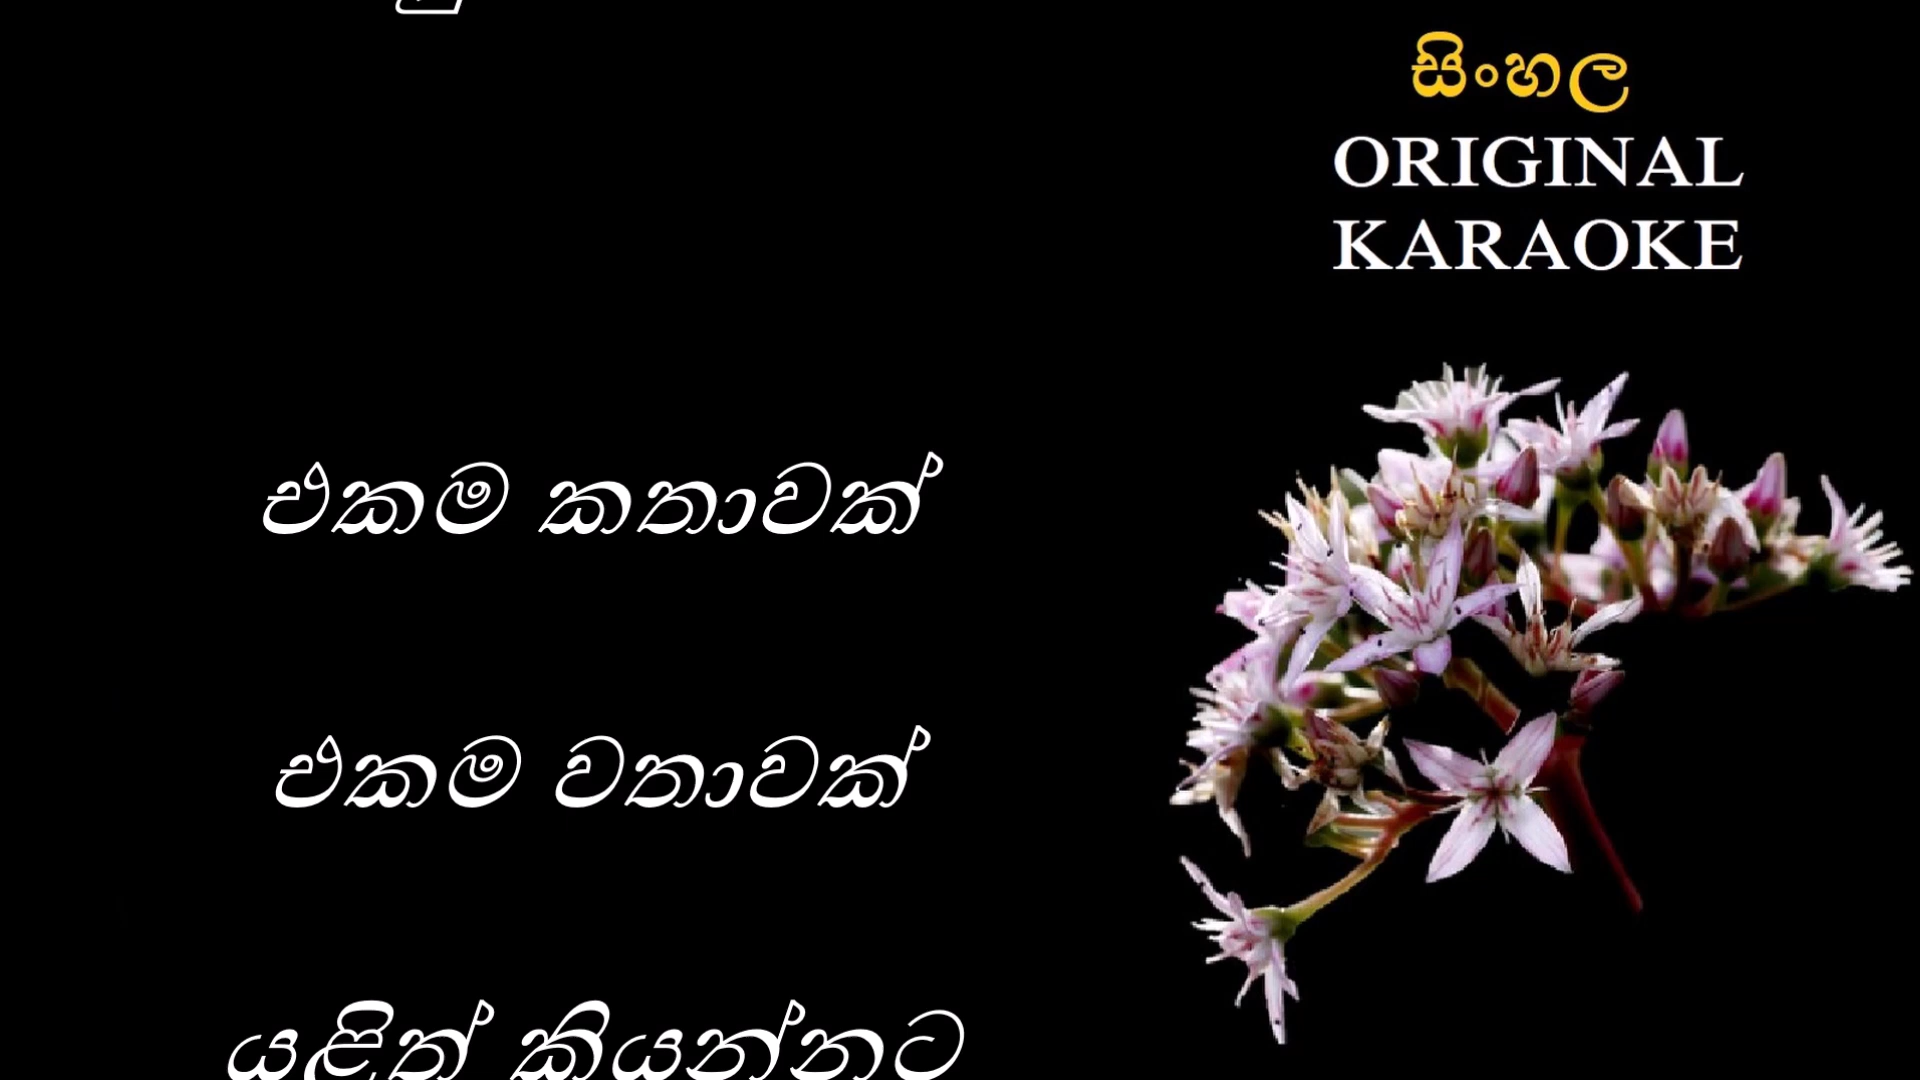 සිංහල
ORIGINAL
KARAOKE
එකම කතාවක්
එකම වතාවක්
යළිත් කියන්නට